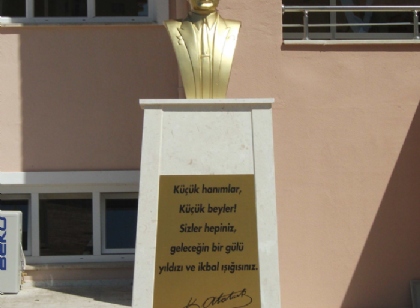 Küçük hanımlar,
Küçük beyler!
Sizler hepiniz,
geleceğin bir gülü
yıldızı ve ikbal ışığısınız.
K. Atatürk
BEKO